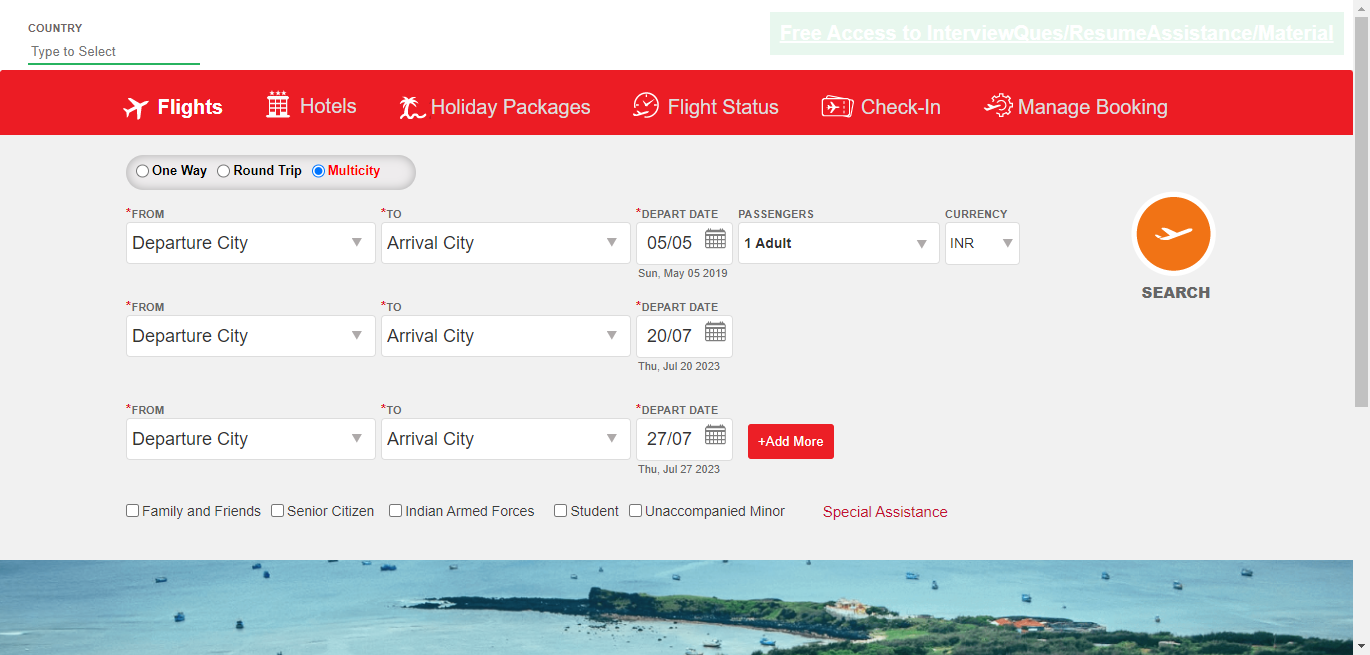 COUNTRY
Type to Select
Free Access to InterviewQues/ResumeAssistance/Material
Flights Hotels Holiday Packages Flight Status Check-In Manage Booking
One Way Round Trip Multicity
*FROM *TO *DEPART DATE PASSENGERS CURRENCY
Departure City Arrival City 05/05 1 Adult INR
Sun, May 05 2019
SEARCH
*FROM *TO *DEPART DATE
Departure City Arrival City 20/07
Thu, Jul 20 2023
*FROM *TO *DEPART DATE
Departure City Arrival City 27/07 +Add More
Thu, Jul 27 2023
Family and Friends Senior Citizen Indian Armed Forces Student Unaccompanied Minor Special Assistance